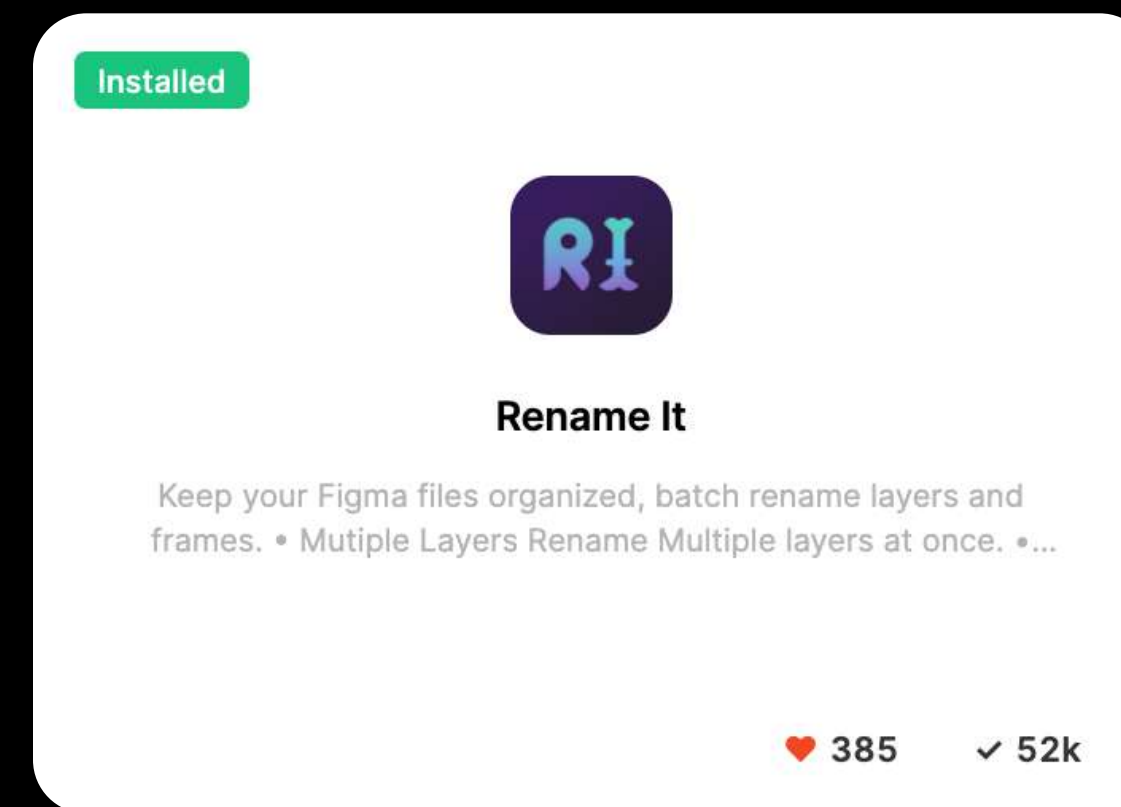 Installed
RI
Rename It
Keep your Figma files organized, batch rename layers and
frames. • Mutiple Layers Rename Multiple layers at once. •...
385 52k